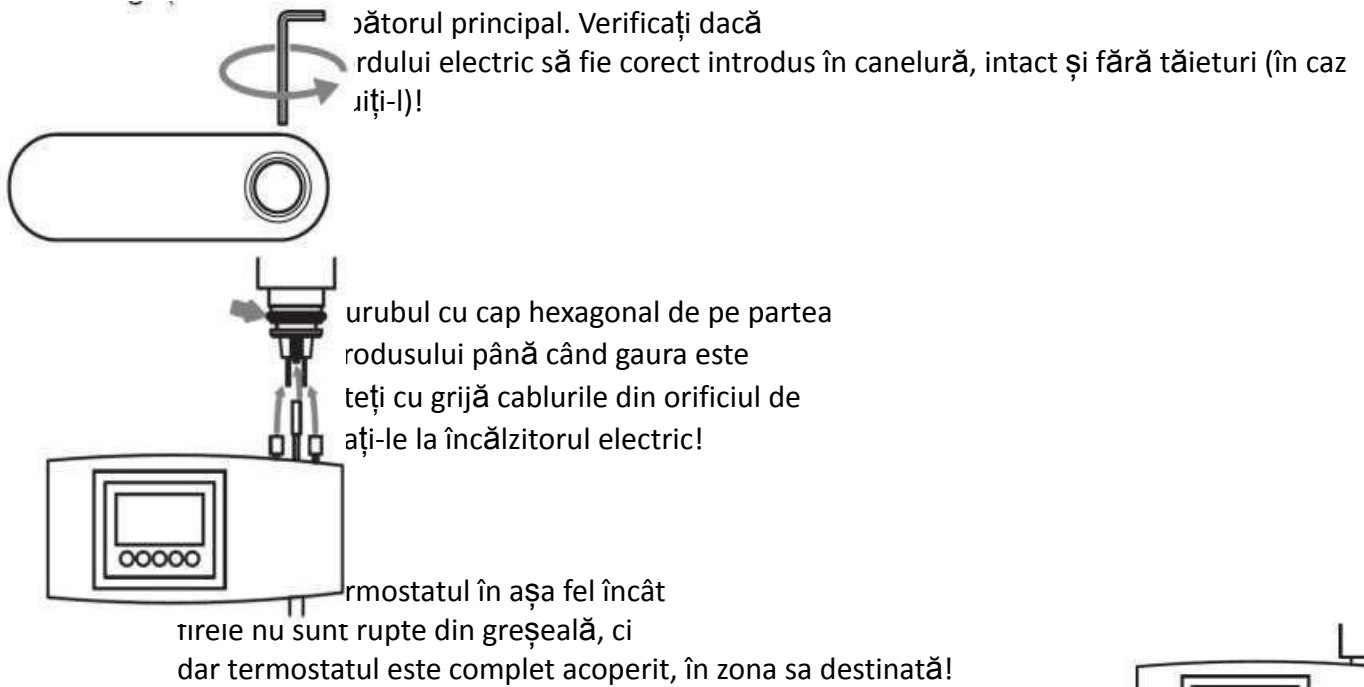 bătorul principal. Verificați dacă
rdului electric să fie corect introdus în canelură, intact și fără tăieturi (în caz
uiți-l)!
urubul cu cap hexagonal de pe partea
rodusului până când gaura este
teți cu grijă cablurile din orificiul de
ați-le la încălzitorul electric!
rmostatul în așa fel încât
firele nu sunt rupte din greșeală, ci
dar termostatul este complet acoperit, în zona sa destinată!